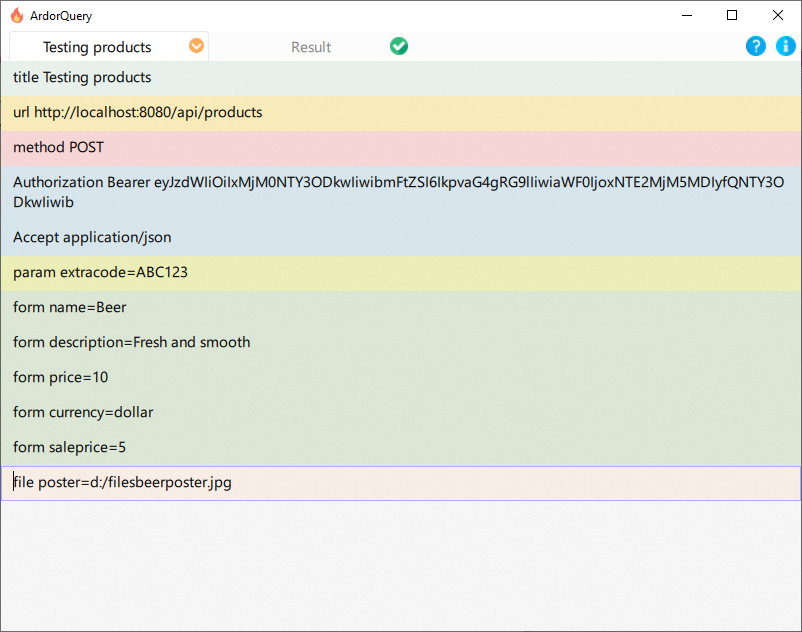 ArdorQuery
Testing products
Result
title Testing products
url http://localhost:8080/api/products
method POST
Authorization Bearer eyJzdWIiOiIxMjM0NTY3ODkwIiwibmFtZSI6IkpvaG4gRG9lIiwiaWF0IjoxNTE2MjM5MDIyfQNTY3O
DkwIiwib
Accept application/json
param extracode=ABC123
form name=Beer
form description=Fresh and smooth
form price=10
form currency=dollar
form saleprice=5
file poster=d:/filesbeerposter.jpg